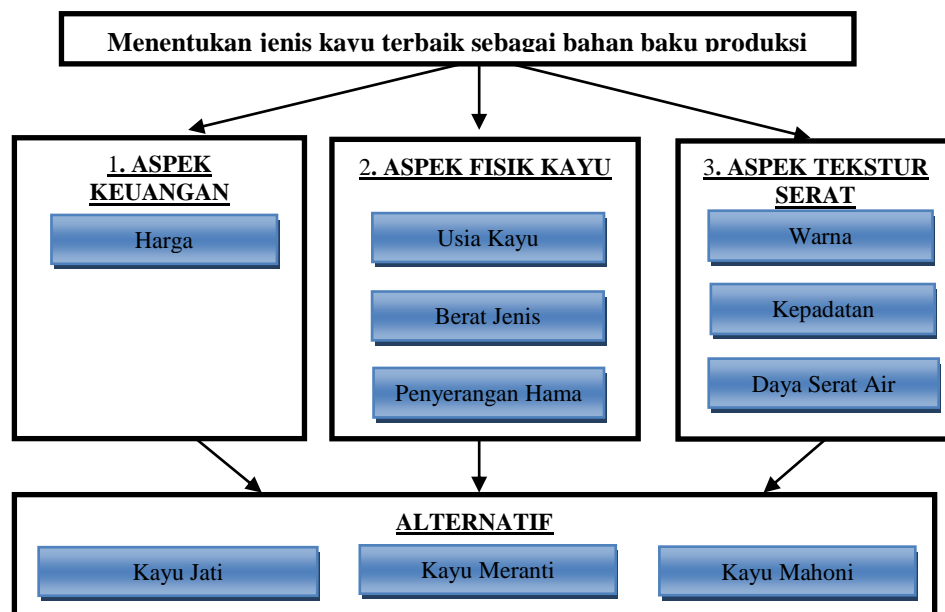 Menentukan jenis kayu terbaik sebagai bahan baku produksi
1. ASPEK
KEUANGAN
Harga
2. ASPEK FISIK KAYU
Usia Kayu
Berat Jenis
Penyerangan Hama
3. ASPEK TEKSTUR
SERAT
Warna
Kepadatan
Daya Serat Air
ALTERNATIF
Kayu Jati
Kayu Meranti
Kayu Mahoni